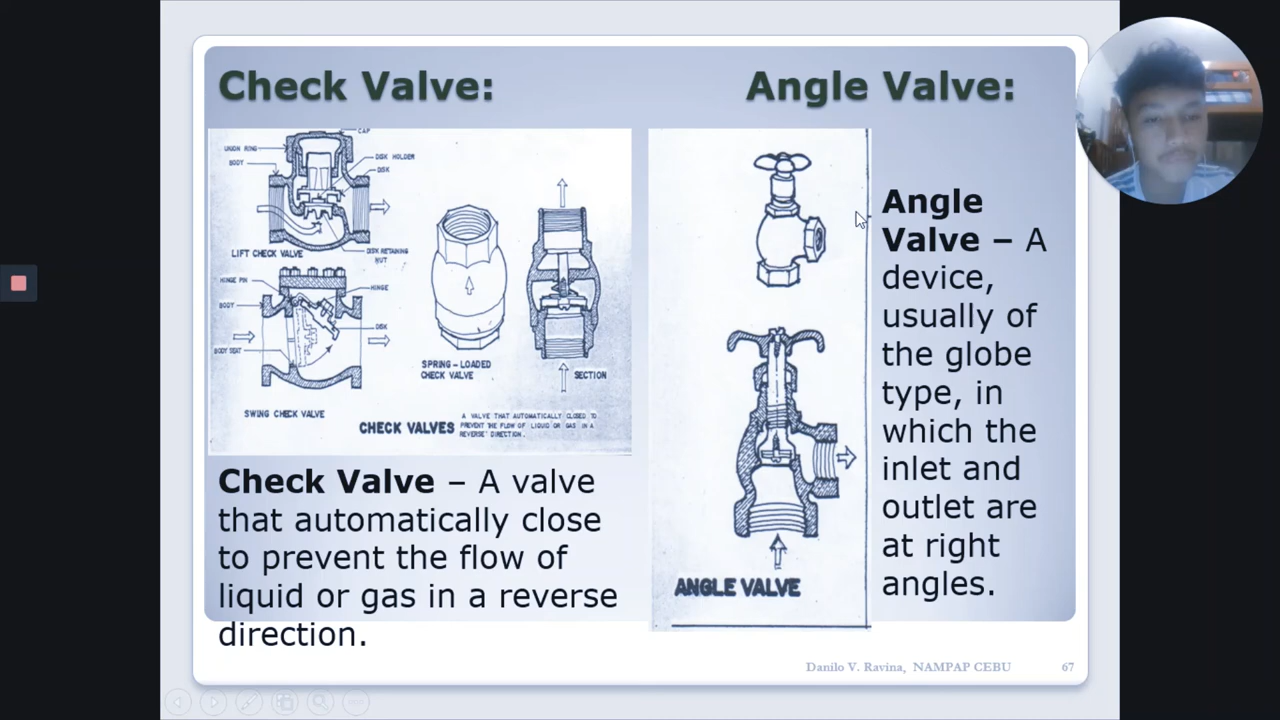 Check Valve:
Angle Valve:
CAP
UNION RING
BODY
DISK HOLDER
DISK
LIFT CHECK VALVE
DISK RETAINING
NUT
HINGE PIN
HINGE
BODY
DISK
BODY SEAT
SWING CHECK VALVE
SPRING - LOADED
CHECK VALVE
SECTION
CHECK VALVES
A VALVE THAT AUTOMATICALLY CLOSED TO
PREVENT THE FLOW OF LIQUID OR GAS IN A
REVERSE DIRECTION.
Check Valve – A valve
that automatically close
to prevent the flow of
liquid or gas in a reverse
direction.
ANGLE VALVE
Angle
Valve – A
device,
usually of
the globe
type, in
which the
inlet and
outlet are
at right
angles.
Danilo V. Ravina, NAMPAP CEBU 67